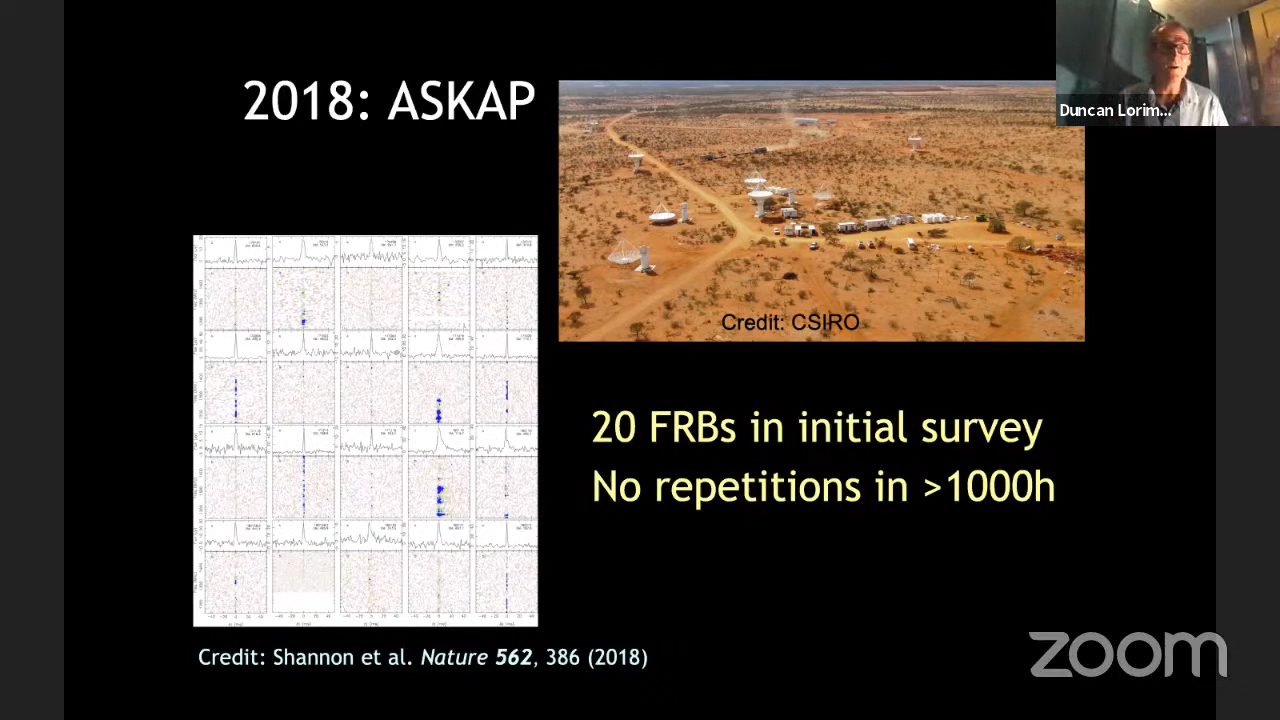 2018: ASKAP
Duncan Lorim...
Credit: CSIRO
20 FRBs in initial survey
No repetitions in >1000h
Credit: Shannon et al. Nature 562, 386 (2018)
zoom